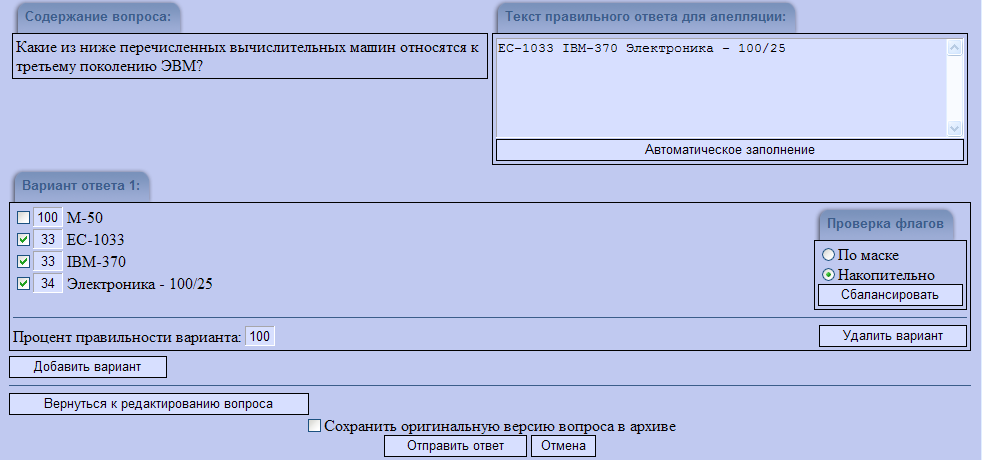 Содержание вопроса:
Какие из ниже перечисленных вычислительных машин относятся к
третьему поколению ЭВМ?
Текст правильного ответа для апелляции:
ЕС-1033 IBM-370 Электроника - 100/25
Автоматическое заполнение
Вариант ответа 1:
100 М-50
33 ЕС-1033
33 IBM-370
34 Электроника - 100/25
Проверка флагов
По маске
Накопительно
Сбалансировать
Процент правильности варианта: 100
Удалить вариант
Добавить вариант
Вернуться к редактированию вопроса
Сохранить оригинальную версию вопроса в архиве
Отправить ответ Отмена